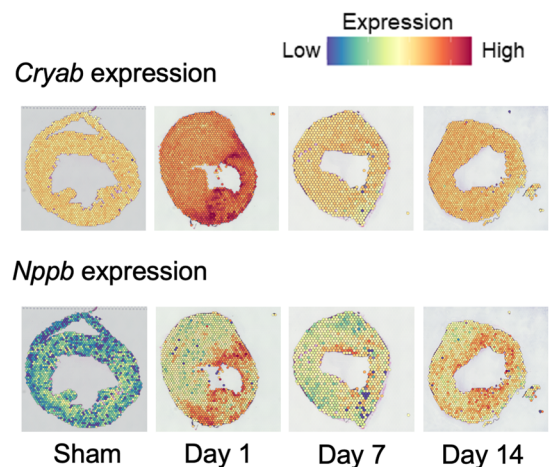 Expression
Low High
Cryab expression
Nppb expression
Sham Day 1 Day 7 Day 14